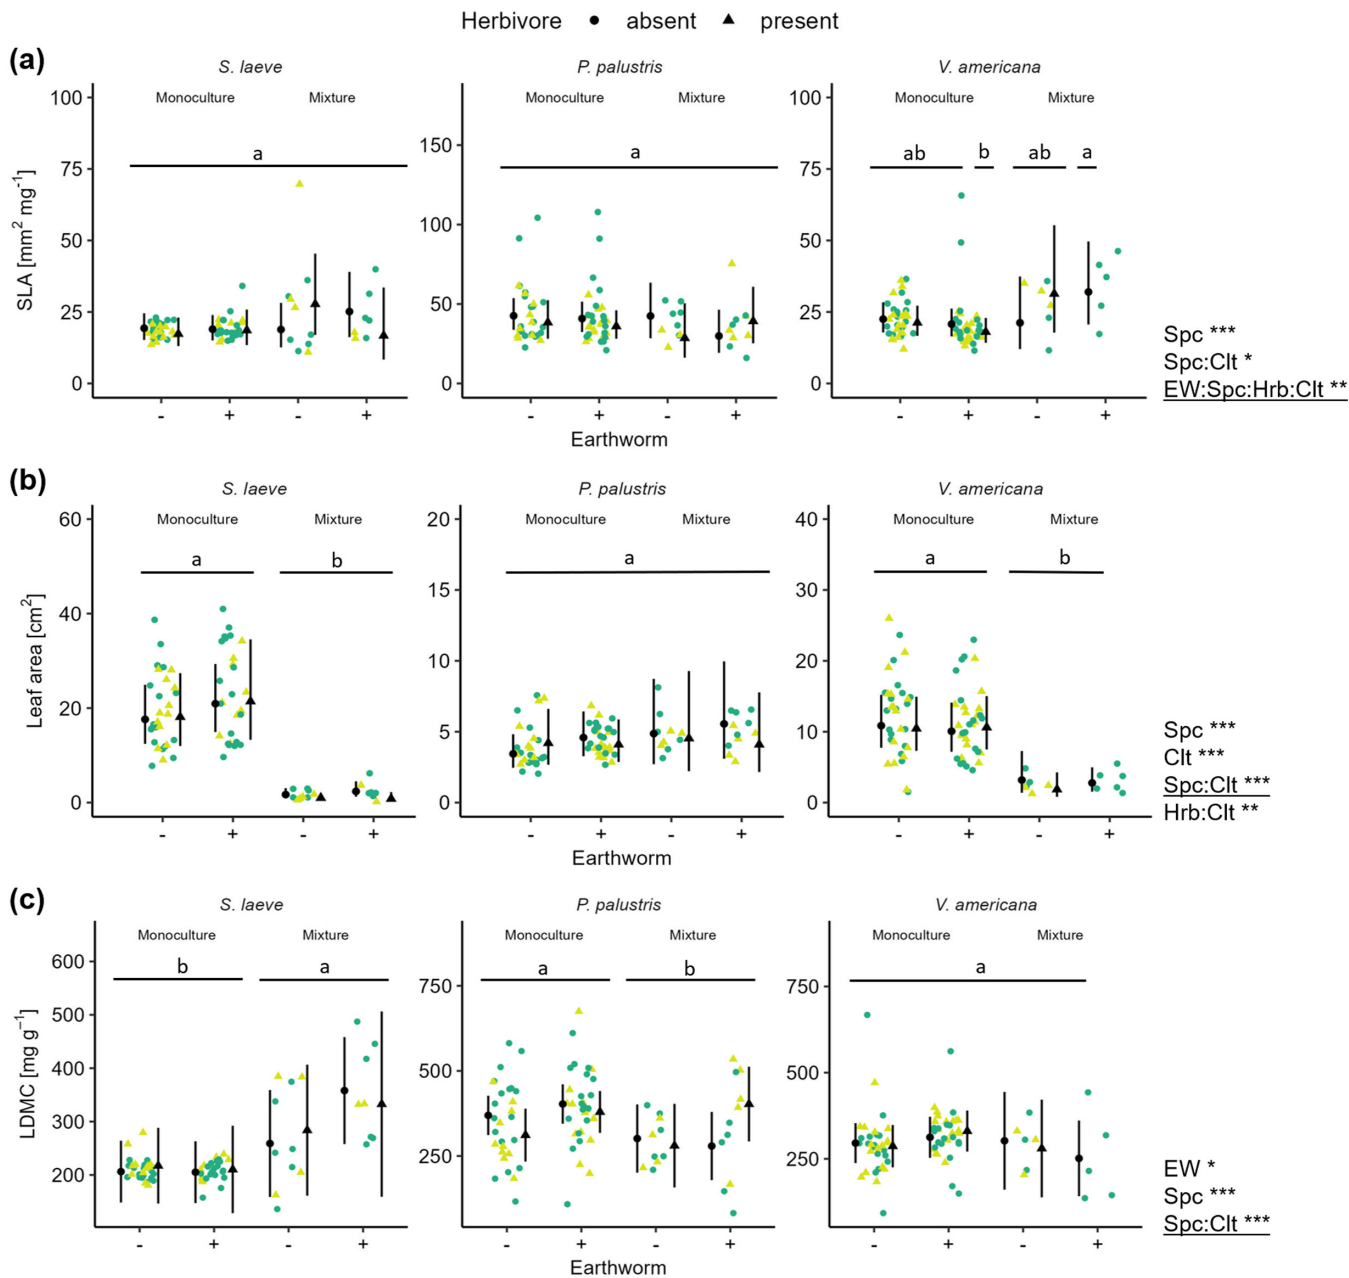 Herbivore absent present
(a)
S. laeve P. palustris V. americana
Monoculture Mixture Monoculture Mixture Monoculture Mixture
SLA [mm² mg⁻¹]
100
75
50
25
0
a
- + - +
150
100
50
0
a
- + - +
Earthworm
100
75
50
25
0
ab b ab a
- + - +
Spc ***
Spc:Clt *
EW:Spc:Hrb:Clt **
(b)
S. laeve P. palustris V. americana
Monoculture Mixture Monoculture Mixture Monoculture Mixture
Leaf area [cm²]
60
40
20
0
a b
- + - +
20
15
10
5
0
a
- + - +
Earthworm
40
30
20
10
0
a b
- + - +
Spc ***
Clt ***
Spc:Clt ***
Hrb:Clt **
(c)
S. laeve P. palustris V. americana
Monoculture Mixture Monoculture Mixture Monoculture Mixture
LDMC [mg g⁻¹]
600
500
400
300
200
b a
- + - +
750
500
250
a b
- + - +
Earthworm
750
500
250
a
- + - +
EW *
Spc ***
Spc:Clt ***